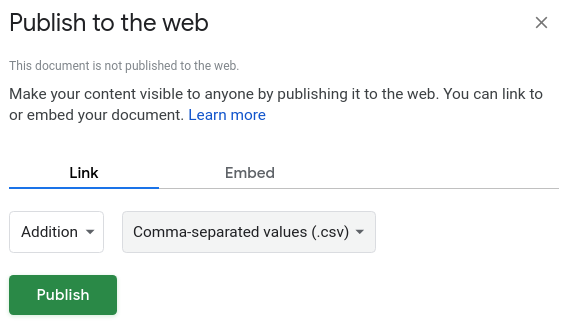 Publish to the web
This document is not published to the web.
Make your content visible to anyone by publishing it to the web. You can link to
or embed your document. Learn more
Link Embed
Addition Comma-separated values (.csv)
Publish